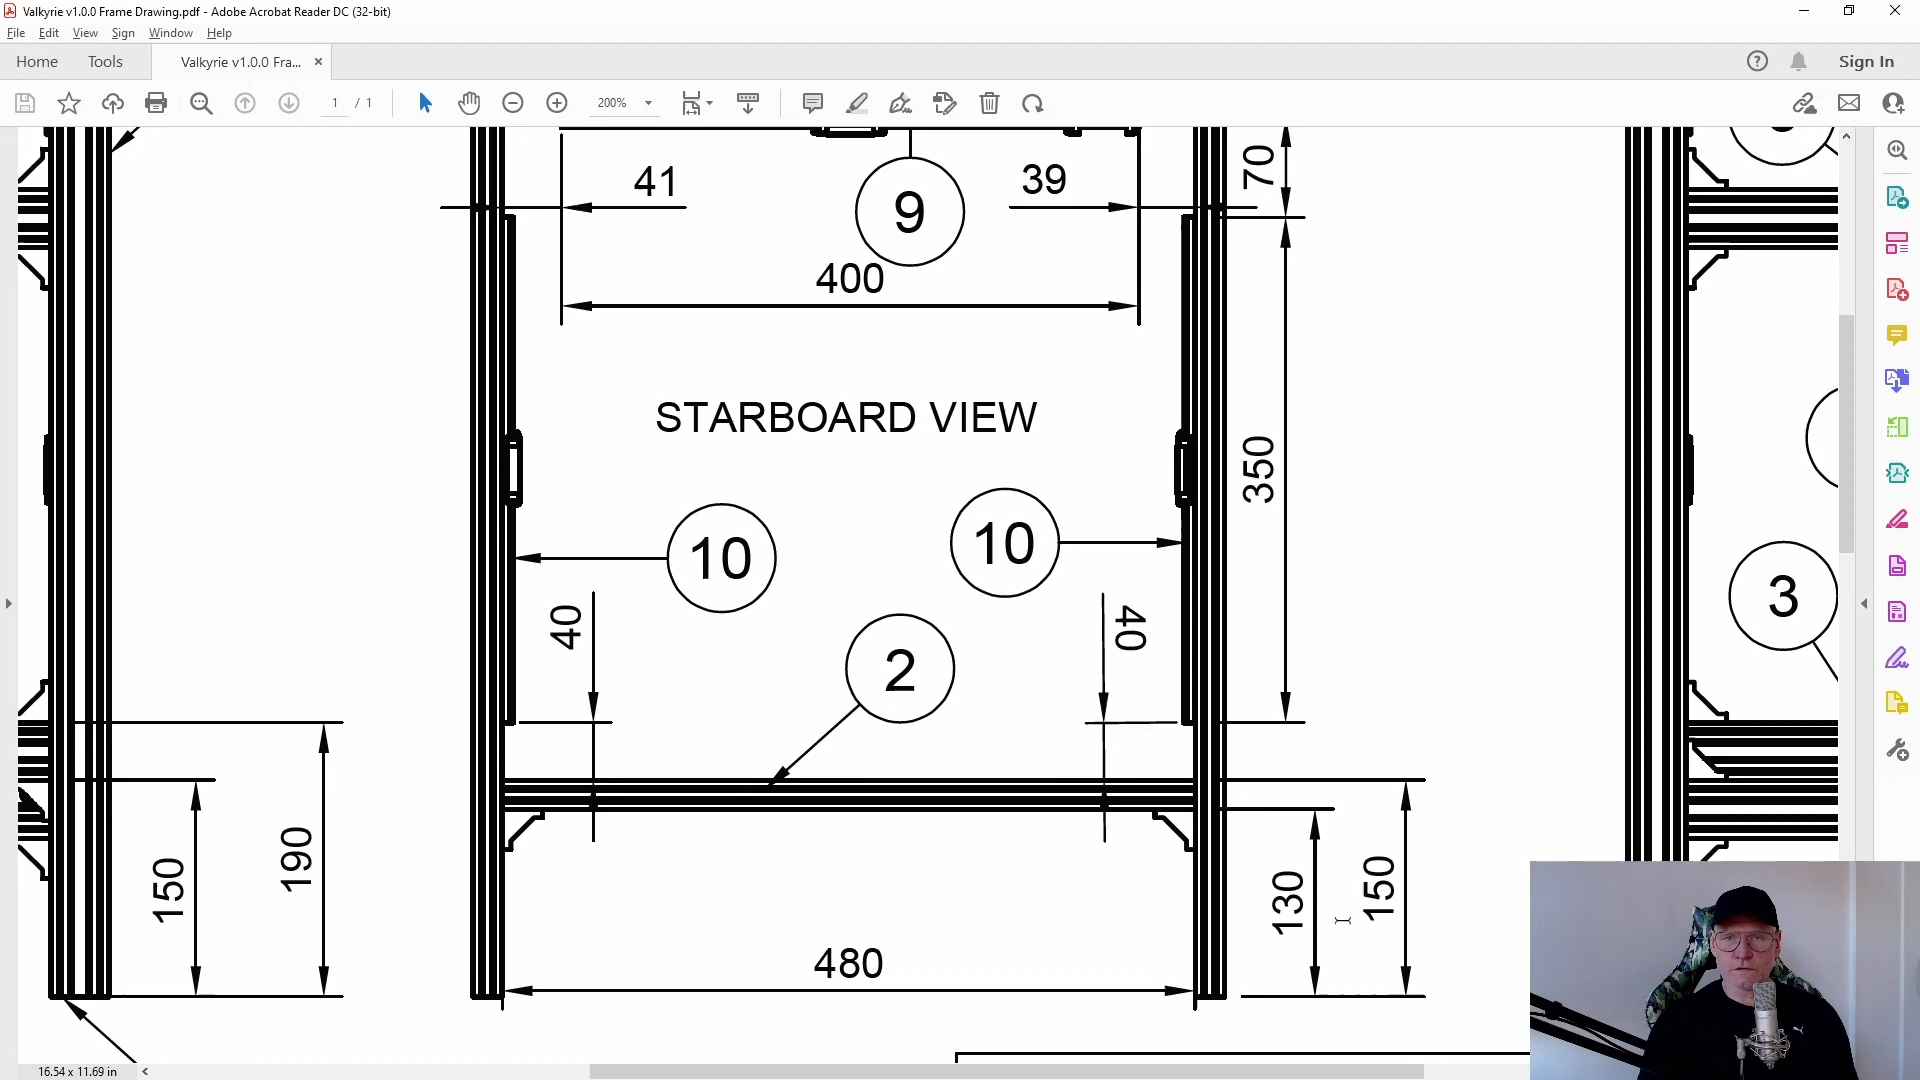 Valkyrie v1.0.0 Frame Drawing.pdf - Adobe Acrobat Reader DC (32-bit)
File Edit View Sign Window Help
Home Tools Valkyrie v1.0.0 Fra... Sign In
1 / 1 200%
41 9 39 70
400
STARBOARD VIEW
350
10 10
40 40
2
3
150 190 130 150
480
16.54 x 11.69 in